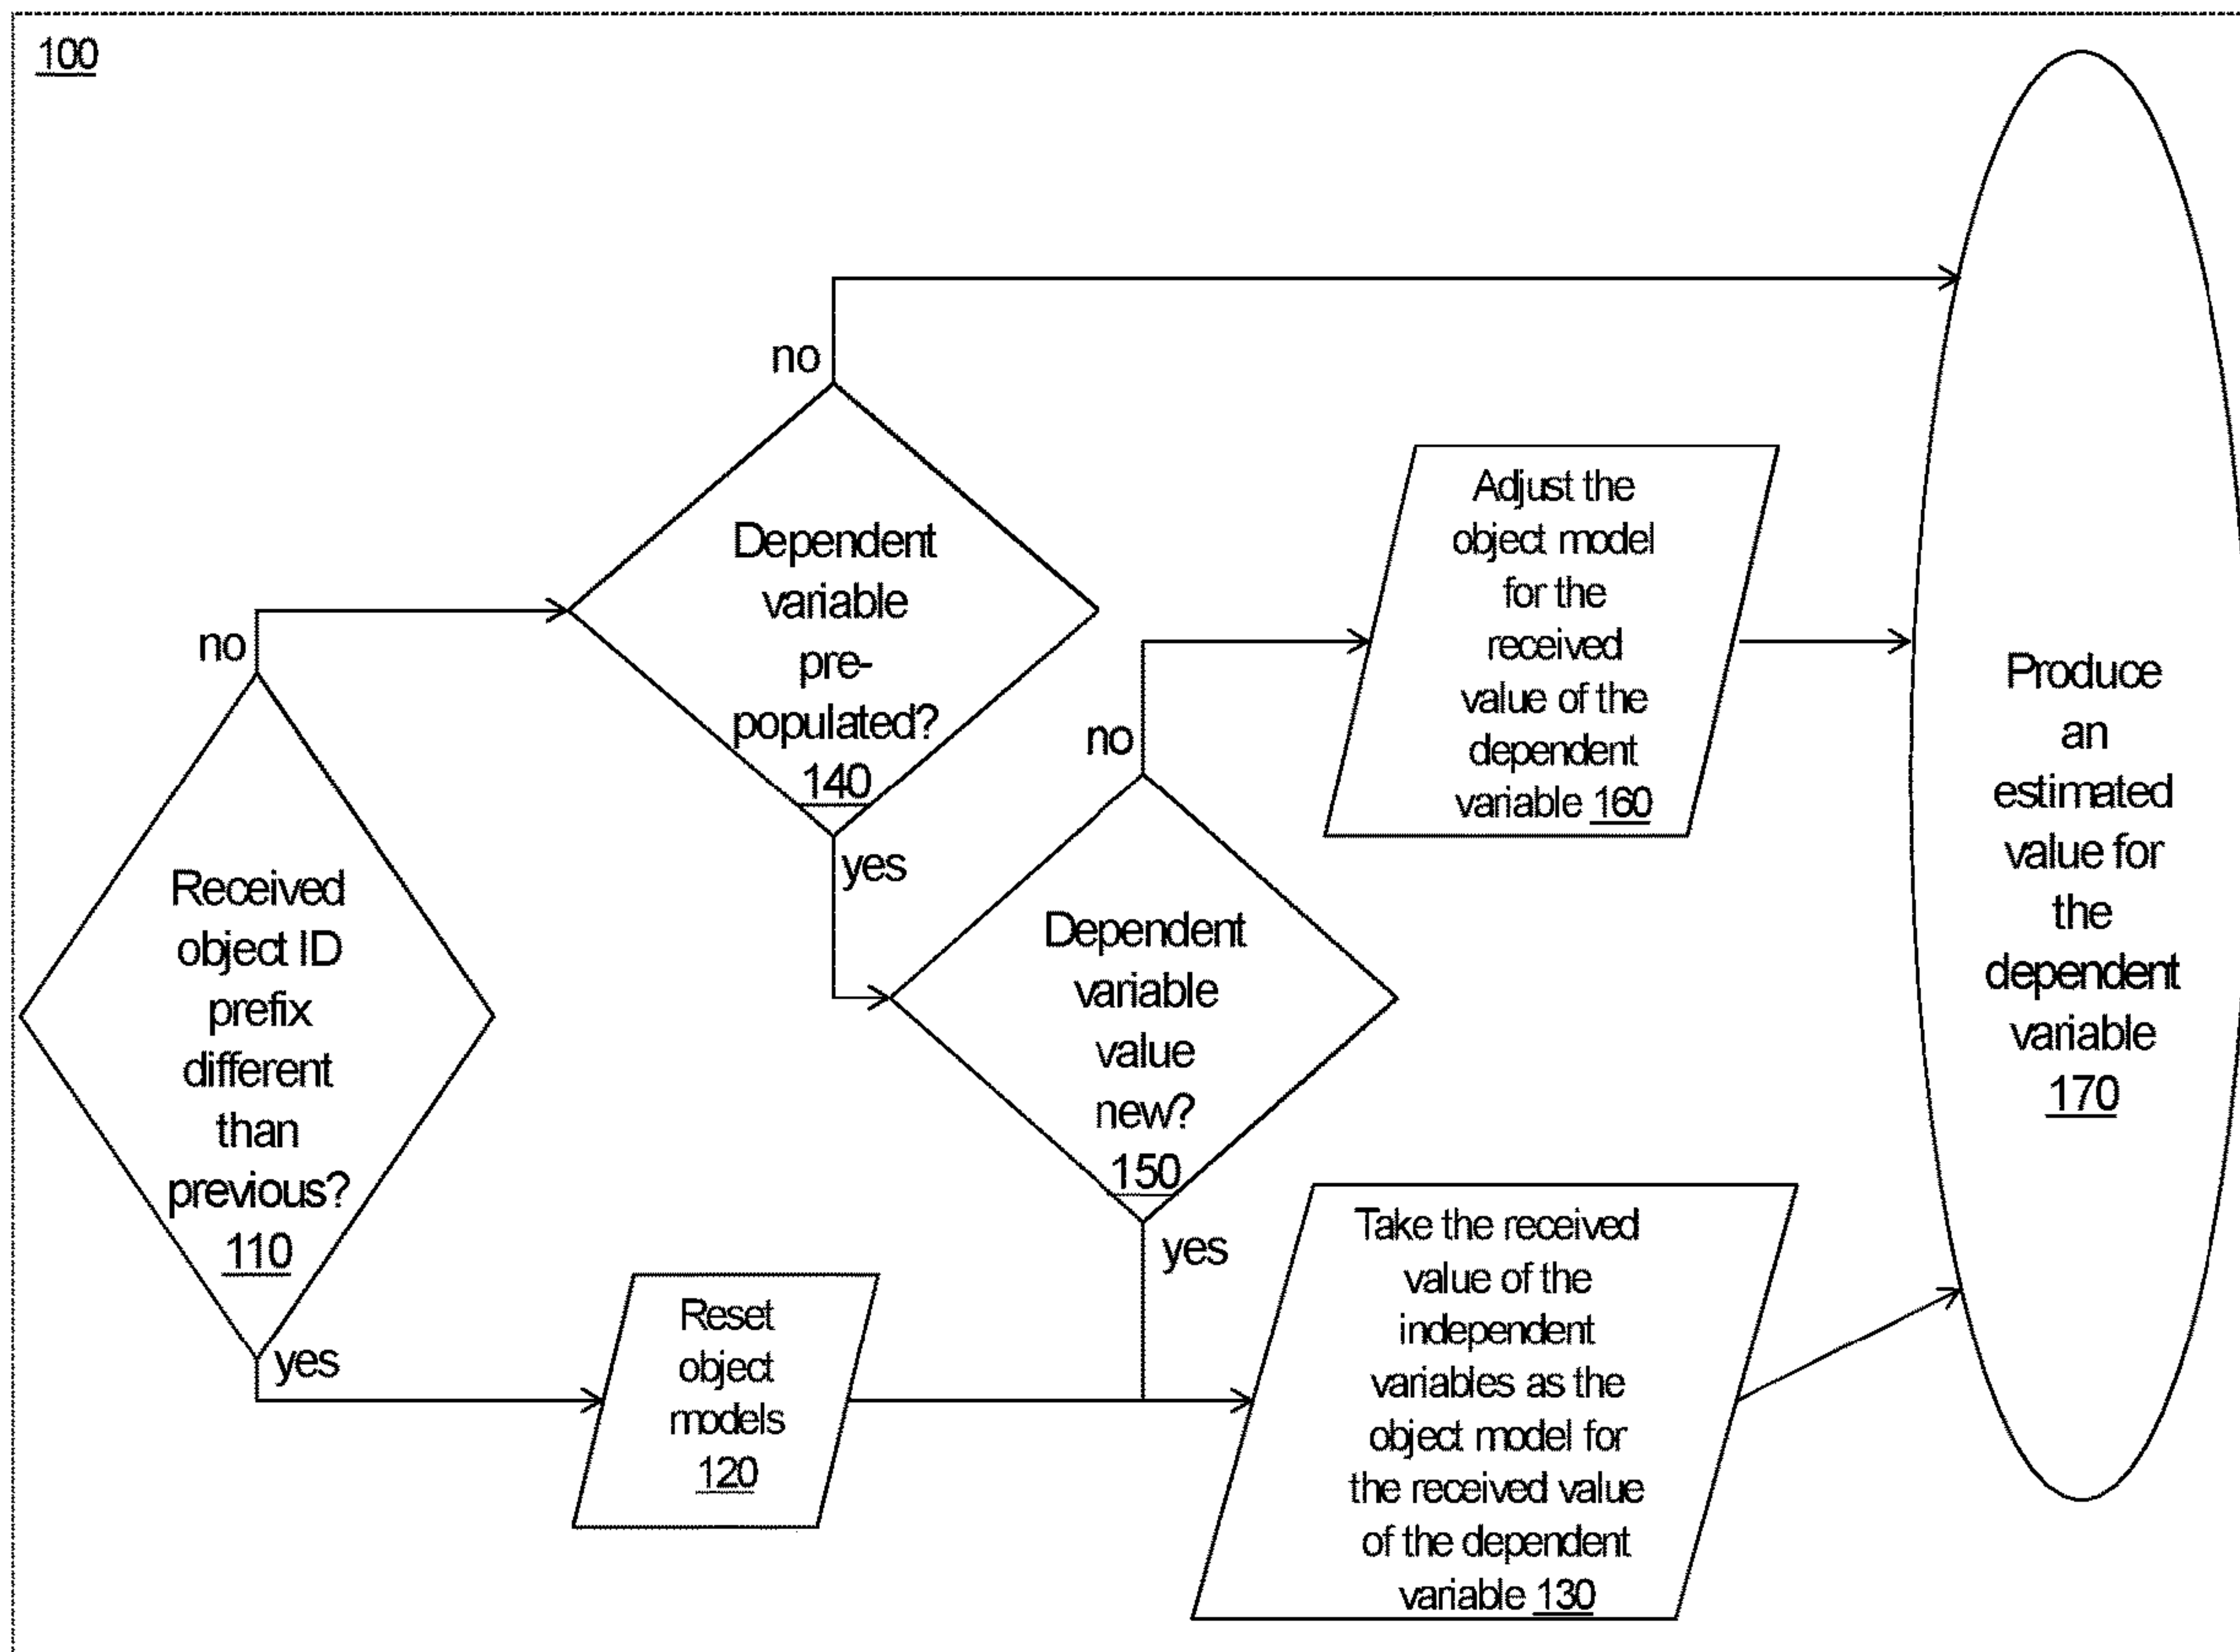 100
no
Dependent
variable
pre-
populated?
140
yes
no
Received
object ID
prefix
different
than
previous?
110
yes
Reset
object
models
120
no
Dependent
variable
value
new?
150
yes
Adjust the
object model
for the
received
value of the
dependent
variable 160
Take the received
value of the
independent
variables as the
object model for
the received value
of the dependent
variable 130
Produce
an
estimated
value for
the
dependent
variable
170